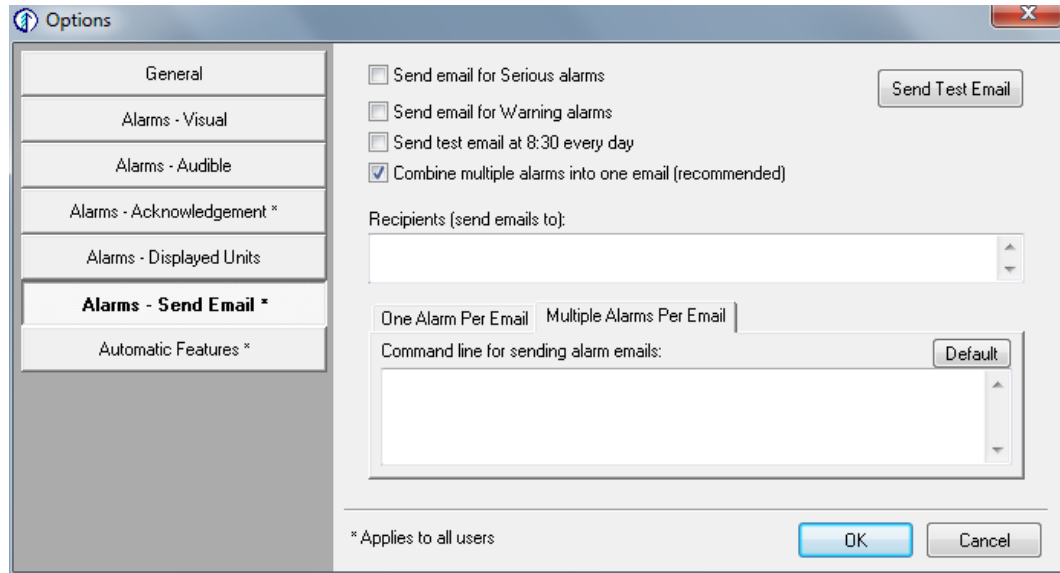 Options
General
Alarms - Visual
Alarms - Audible
Alarms - Acknowledgement *
Alarms - Displayed Units
Alarms - Send Email *
Automatic Features *
Send email for Serious alarms
Send Test Email
Send email for Warning alarms
Send test email at 8:30 every day
Combine multiple alarms into one email (recommended)
Recipients (send emails to):
One Alarm Per Email Multiple Alarms Per Email
Command line for sending alarm emails:
Default
* Applies to all users
OK Cancel